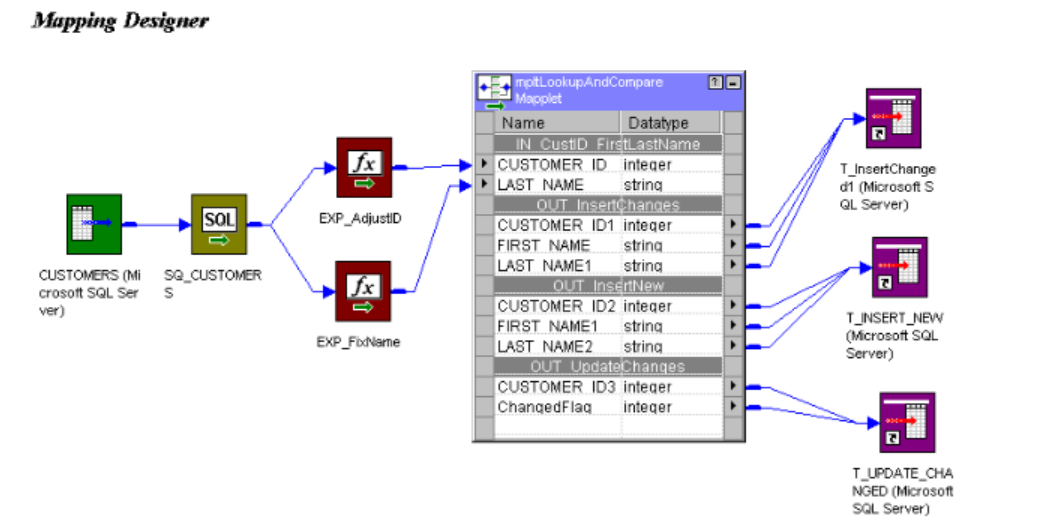 Mapping Designer
mpltLookupAndCompare
Mapplet
Name Datatype
IN_CustID_FirstLastName
CUSTOMER_ID integer
LAST_NAME string
OUT_InsertChanges
CUSTOMER_ID1 integer
FIRST_NAME string
LAST_NAME1 string
OUT_InsertNew
CUSTOMER_ID2 integer
FIRST_NAME1 string
LAST_NAME2 string
OUT_UpdateChanges
CUSTOMER_ID3 integer
ChangedFlag integer
CUSTOMERS (Mi
crosoft SQL Ser
ver)
SQL
SQ_CUSTOMER
S
fx
EXP_AdjustID
fx
EXP_FixName
T_InsertChange
d1 (Microsoft S
QL Server)
T_INSERT_NEW
(Microsoft SQL
Server)
T_UPDATE_CHA
NGED (Microsoft
SQL Server)